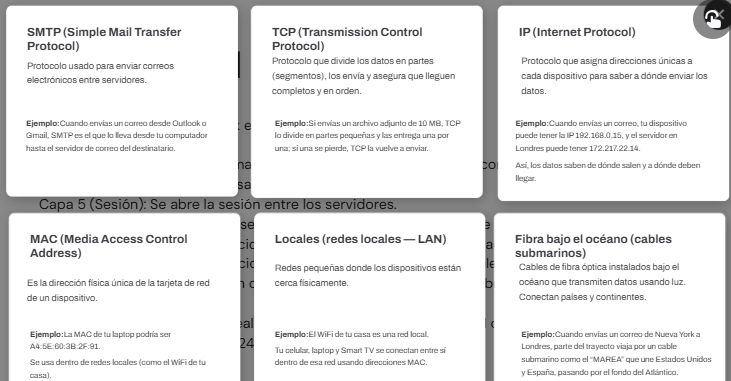 SMTP (Simple Mail Transfer
Protocol)
Protocolo usado para enviar correos
electrónicos entre servidores.
Ejemplo:Cuando envías un correo desde Outlook o
Gmail, SMTP es el que lo lleva desde tu computador
hasta el servidor de correo del destinatario.
TCP (Transmission Control
Protocol)
Protocolo que divide los datos en partes
(segmentos), los envía y asegura que lleguen
completos y en orden.
Ejemplo:Si envías un archivo adjunto de 10 MB, TCP
lo divide en partes pequeñas y las entrega una por
una; si una se pierde, TCP la vuelve a enviar.
IP (Internet Protocol)
Protocolo que asigna direcciones únicas a
cada dispositivo para saber a dónde enviar los
datos.
Ejemplo:Cuando envías un correo, tu dispositivo
puede tener la IP 192.168.0.15, y el servidor en
Londres puede tener 172.217.22.14.
Así, los datos saben de dónde salen y a dónde deben
llegar.
Capa 5 (Sesión): Se abre la sesión entre los servidores.
MAC (Media Access Control
Address)
Es la dirección física única de la tarjeta de red
de un dispositivo.
Ejemplo:La MAC de tu laptop podría ser
A4:5E:60:3B:2F:91.
Se usa dentro de redes locales (como el WiFi de tu
casa).
Locales (redes locales — LAN)
Redes pequeñas donde los dispositivos están
cerca físicamente.
Ejemplo:El WiFi de tu casa es una red local.
Tu celular, laptop y Smart TV se conectan entre sí
dentro de esa red usando direcciones MAC.
Fibra bajo el océano (cables
submarinos)
Cables de fibra óptica instalados bajo el
océano que transmiten datos usando luz.
Conectan países y continentes.
Ejemplo:Cuando envías un correo de Nueva York a
Londres, parte del trayecto viaja por un cable
submarino como el “MAREA” que une Estados Unidos
y España, pasando por el fondo del Atlántico.